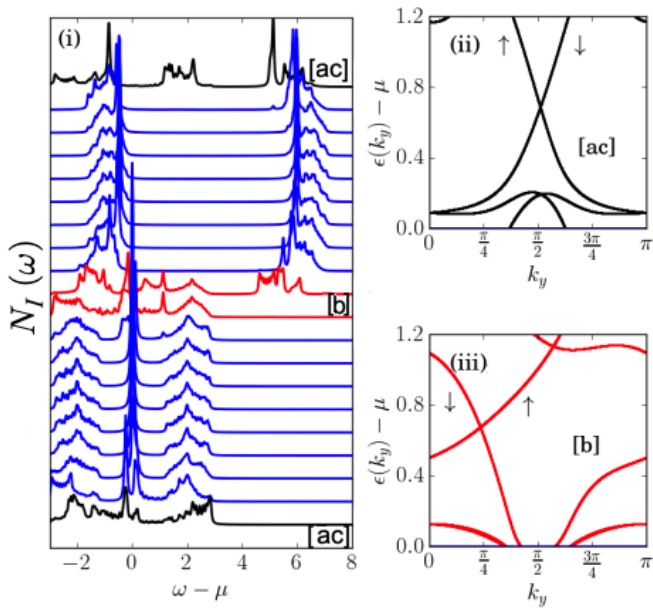 (i)
[ac]
[b]
[ac]
N_I (ω)
−2 0 2 4 6 8
ω − μ
(ii)
↑ ↓
[ac]
1.2
0.8
0.4
0.0
ϵ(k_y) − μ
0 π/4 π/2 3π/4 π
k_y
(iii)
↓ ↑
[b]
1.2
0.8
0.4
0.0
ϵ(k_y) − μ
0 π/4 π/2 3π/4 π
k_y